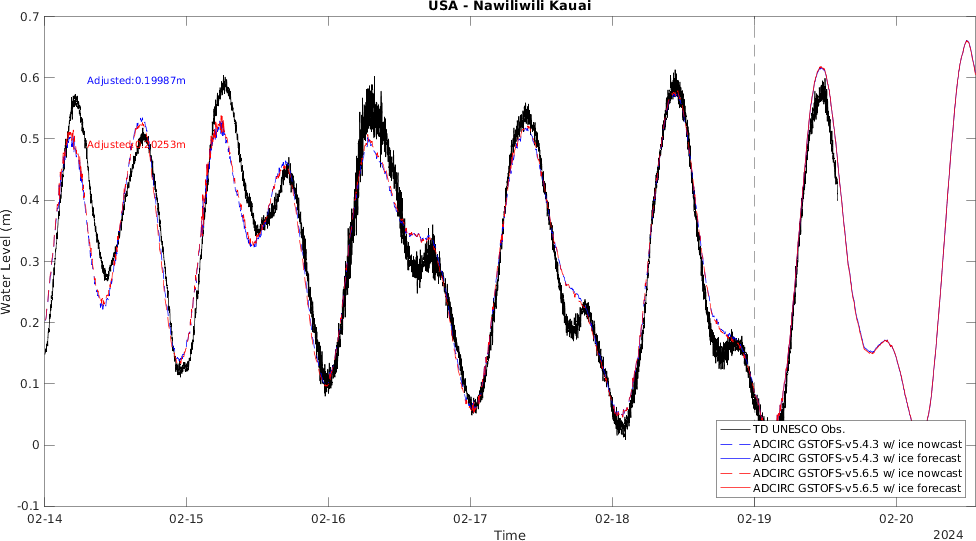 USA - Nawiliwili Kauai
0.7
0.6
0.5
0.4
0.3
0.2
0.1
0
-0.1
Water Level (m)
Adjusted:0.19987m
Adjusted:0.20253m
TD UNESCO Obs.
ADCIRC GSTOFS-v5.4.3 w/ ice nowcast
ADCIRC GSTOFS-v5.4.3 w/ ice forecast
ADCIRC GSTOFS-v5.6.5 w/ ice nowcast
ADCIRC GSTOFS-v5.6.5 w/ ice forecast
02-14 02-15 02-16 02-17 02-18 02-19 02-20
Time
2024